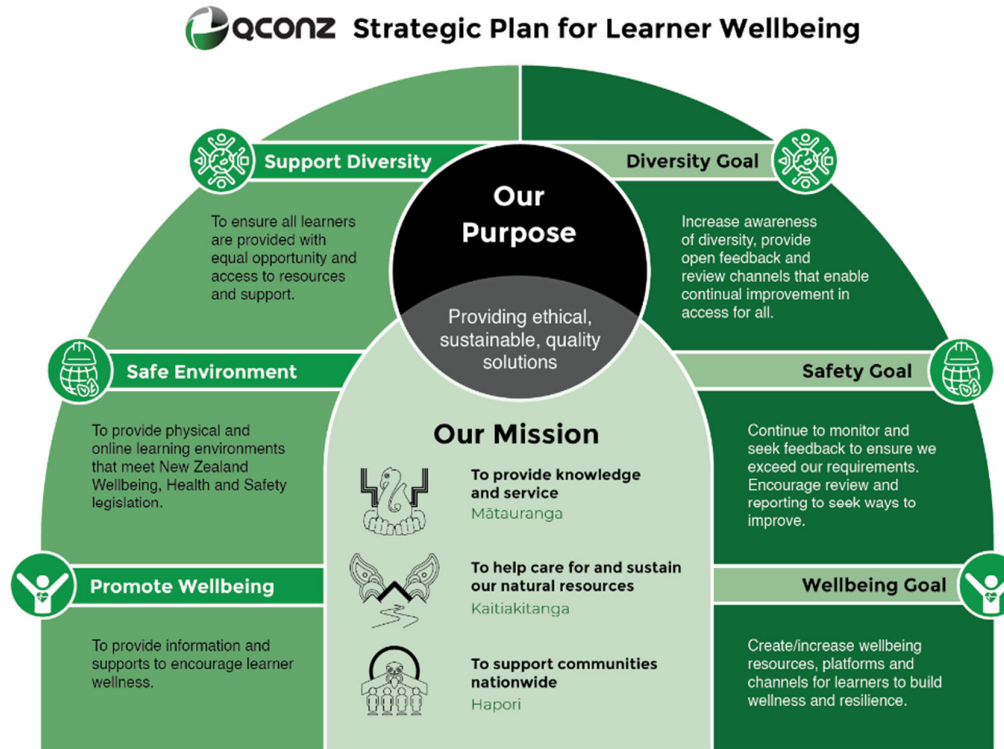 QCONZ Strategic Plan for Learner Wellbeing
Support Diversity
To ensure all learners
are provided with
equal opportunity and
access to resources
and support.
Safe Environment
To provide physical and
online learning environments
that meet New Zealand
Wellbeing, Health and Safety
legislation.
Promote Wellbeing
To provide information and
supports to encourage learner
wellness.
Our
Purpose
Providing ethical,
sustainable, quality
solutions
Our Mission
To provide knowledge
and service
Mātauranga
To help care for and sustain
our natural resources
Kaitiakitanga
To support communities
nationwide
Hapori
Diversity Goal
Increase awareness
of diversity, provide
open feedback and
review channels that enable
continual improvement in
access for all.
Safety Goal
Continue to monitor and
seek feedback to ensure we
exceed our requirements.
Encourage review and
reporting to seek ways to
improve.
Wellbeing Goal
Create/increase wellbeing
resources, platforms and
channels for learners to build
wellness and resilience.